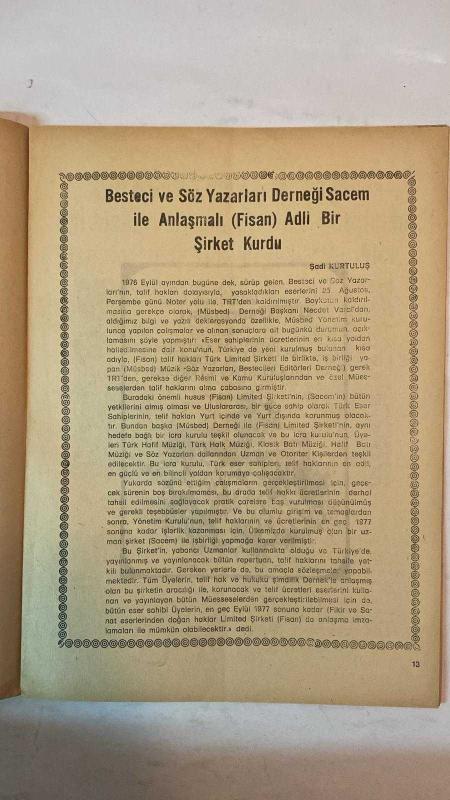 Besteci ve Söz Yazarları Derneği Sacem
ile Anlaşmalı (Fisan) Adli Bir
Şirket Kurdu
Şadi KURTULUŞ
1976 Eylül ayından bugüne dek, sürüp gelen, Besteci ve Söz Yazar-
ları'nın, telif hakları dolayısıyla, yasakladıkları eserlerini 25 Ağustos,
Perşembe günü Noter yolu ile, TRT'den kaldırılmıştır. Boykotun kaldırıl-
masına gerekçe olarak, (Müsbed) Derneği Başkanı Necdet Varol'dan,
aldığımız bilgi ve yazılı deklerasyonda özellikle, Müsbed Yönetim kuru-
lunca yapılan çalışmalar ve alınan sonuçlara ait bugünkü durumun, açık-
lamasını şöyle yapmıştır: «Eser sahiplerinin ücretlerinin en kısa yoldan
halledilmesine dair konu'nun, Türkiye de yeni kurulmuş bulunan kısa
adıyla, (Fisan) telif hakları Türk Limited Şirketi ile birlikte, iş birliği ya-
pan (Müsbed) Müzik -Söz Yazarları, Bestecileri Editörleri Derneği) gerek
TRT'den, gerekse diğer Résmi ve Kamu Kuruluşlarından ve özel Mües-
seselerden telif haklarını alma çabasına girmiştir.
Buradaki önemli husus (Fisan) Limited Şirketi'nin, (Sacem'in) bütün
yetkilerini almış olması ve Uluslararası, bir güce sahip olarak Türk Eser
Sahiplerinin, telif hakları Yurt içinde ve Yurt dışında korunmuş olacak-
tır. Bundan başka (Müsbed) Derneği ile (Fisan) Limited Şirketi'nin, aynı
hedefe bağlı bir icra kurulu teşkil olunacak ve bu icra kurulu'nun, Üye-
leri Türk Hafif Müziği, Türk Halk Müziği, Klasik Batı Müziği, Hafif Batı
Müziği ve Söz Yazarları dallarından Uzman ve Otoriter Kişilerden teşkil
edilecektir. Bu icra kurulu, Türk eser sahipleri, telif haklarının en adli,
en güçlü ve en bilinçli yoldan korumaya çalışacaktır.
Yukarda sözünü ettiğim çalışmaların gerçekleştirilmesi için, geçe-
cek sürenin boş bırakılmaması, bu arada telif hakkı ücretlerinin derhal
tahsil edilmesini sağlayacak pratik çarelere baş vurulması düşünülmüş
ve gerekli teşebbüsler yapılmıştır. Ve bu olumlu girişim ve temaslardan
sonra, Yönetim Kurulu'nun, telif haklarının ve ücretlerinin en geç 1977
sonuna kadar işlerlik kazanması için, Ülkemizde kurulmuş olan bir uz-
man şirket (Sacem) ile işbirliği yapmağa karar verilmiştir.
Bu Şirket'in, yabancı Uzmanlar kullanmakta olduğu ve Türkiye'de
yayınlanmış ve yayınlanacak bütün repertuarı, telif haklarını tahsile yet-
kili bulunmaktadır. Gereken yerlerle de, bu amaçla sözleşmeler, yapabil-
mektedir. Tüm Üyelerin, telif hak ve hukuku şimdilik Dernek'le anlaşmış
olan bu şirketin aracılığı ile, korunacak ve telif ücretleri eserlerini kulla-
nan ve yayınlayan bütün Müesseselerden gerçekleştirilebilmesi için de,
bütün eser sahibi Üyelerin, en geç Eylül 1977 sonuna kadar (Fikir ve Sa-
nat eserlerinden doğan haklar Limited Şirketi (Fisan) da anlaşma imza-
lamaları ile mümkün olabilecektir.» dedi.
13